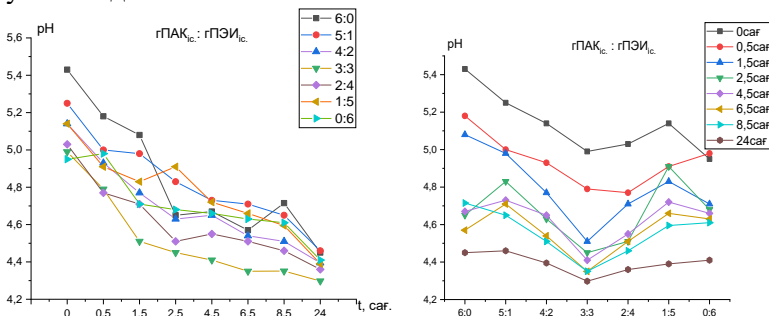 pH
гПАКіс. : гПЭИіс.
6:0
5:1
4:2
3:3
2:4
1:5
0:6
5,6
5,4
5,2
5,0
4,8
4,6
4,4
4,2
0
0.5
1.5
2.5
4.5
6.5
8.5
24
t, сағ.
pH
гПАКіс. : гПЭИіс.
0сағ
0,5сағ
1,5сағ
2,5сағ
4,5сағ
6,5сағ
8,5сағ
24сағ
5,4
5,2
5,0
4,8
4,6
4,4
4,2
6:0
5:1
4:2
3:3
2:4
1:5
0:6